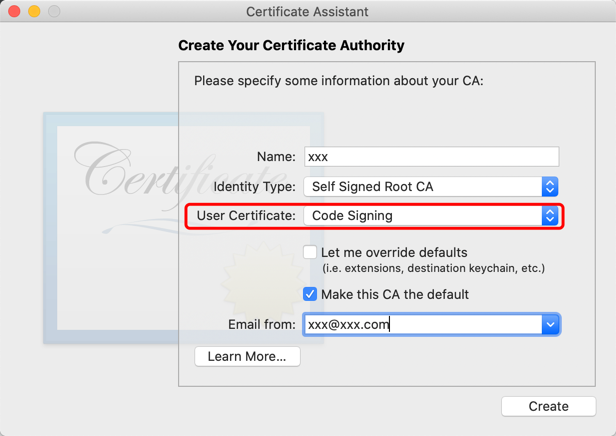 Certificate Assistant
Create Your Certificate Authority
Please specify some information about your CA:
Certificate
Name: xxx
Identity Type: Self Signed Root CA
User Certificate: Code Signing
Let me override defaults
(i.e. extensions, destination keychain, etc.)
Make this CA the default
Email from: xxx@xxx.com
Learn More...
Create